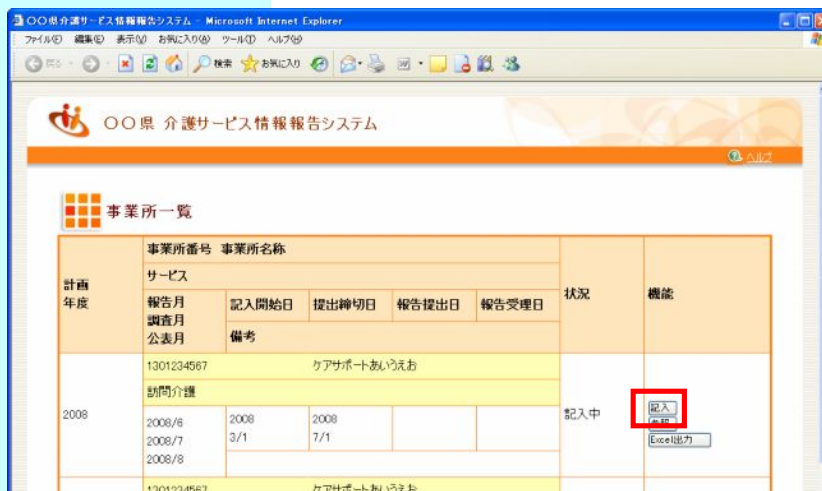 〇〇県介護サービス情報報告システム - Microsoft Internet Explorer
ファイル(F) 編集(E) 表示(V) お気に入り(A) ツール(T) ヘルプ(H)
戻る 検索 お気に入り
〇〇県 介護サービス情報報告システム
ヘルプ
事業所一覧
計画年度 事業所番号 事業所名称 状況 機能
サービス
報告月 記入開始日 提出締切日 報告提出日 報告受理日
調査月
公表月 備考
1301234567 ケアサポートあいうえお
訪問介護
2008 記入中 記入
参照
Excel出力
2008/6 2008 2008
2008/7 3/1 7/1
2008/8
1301234567 ケアサポートあいうえお